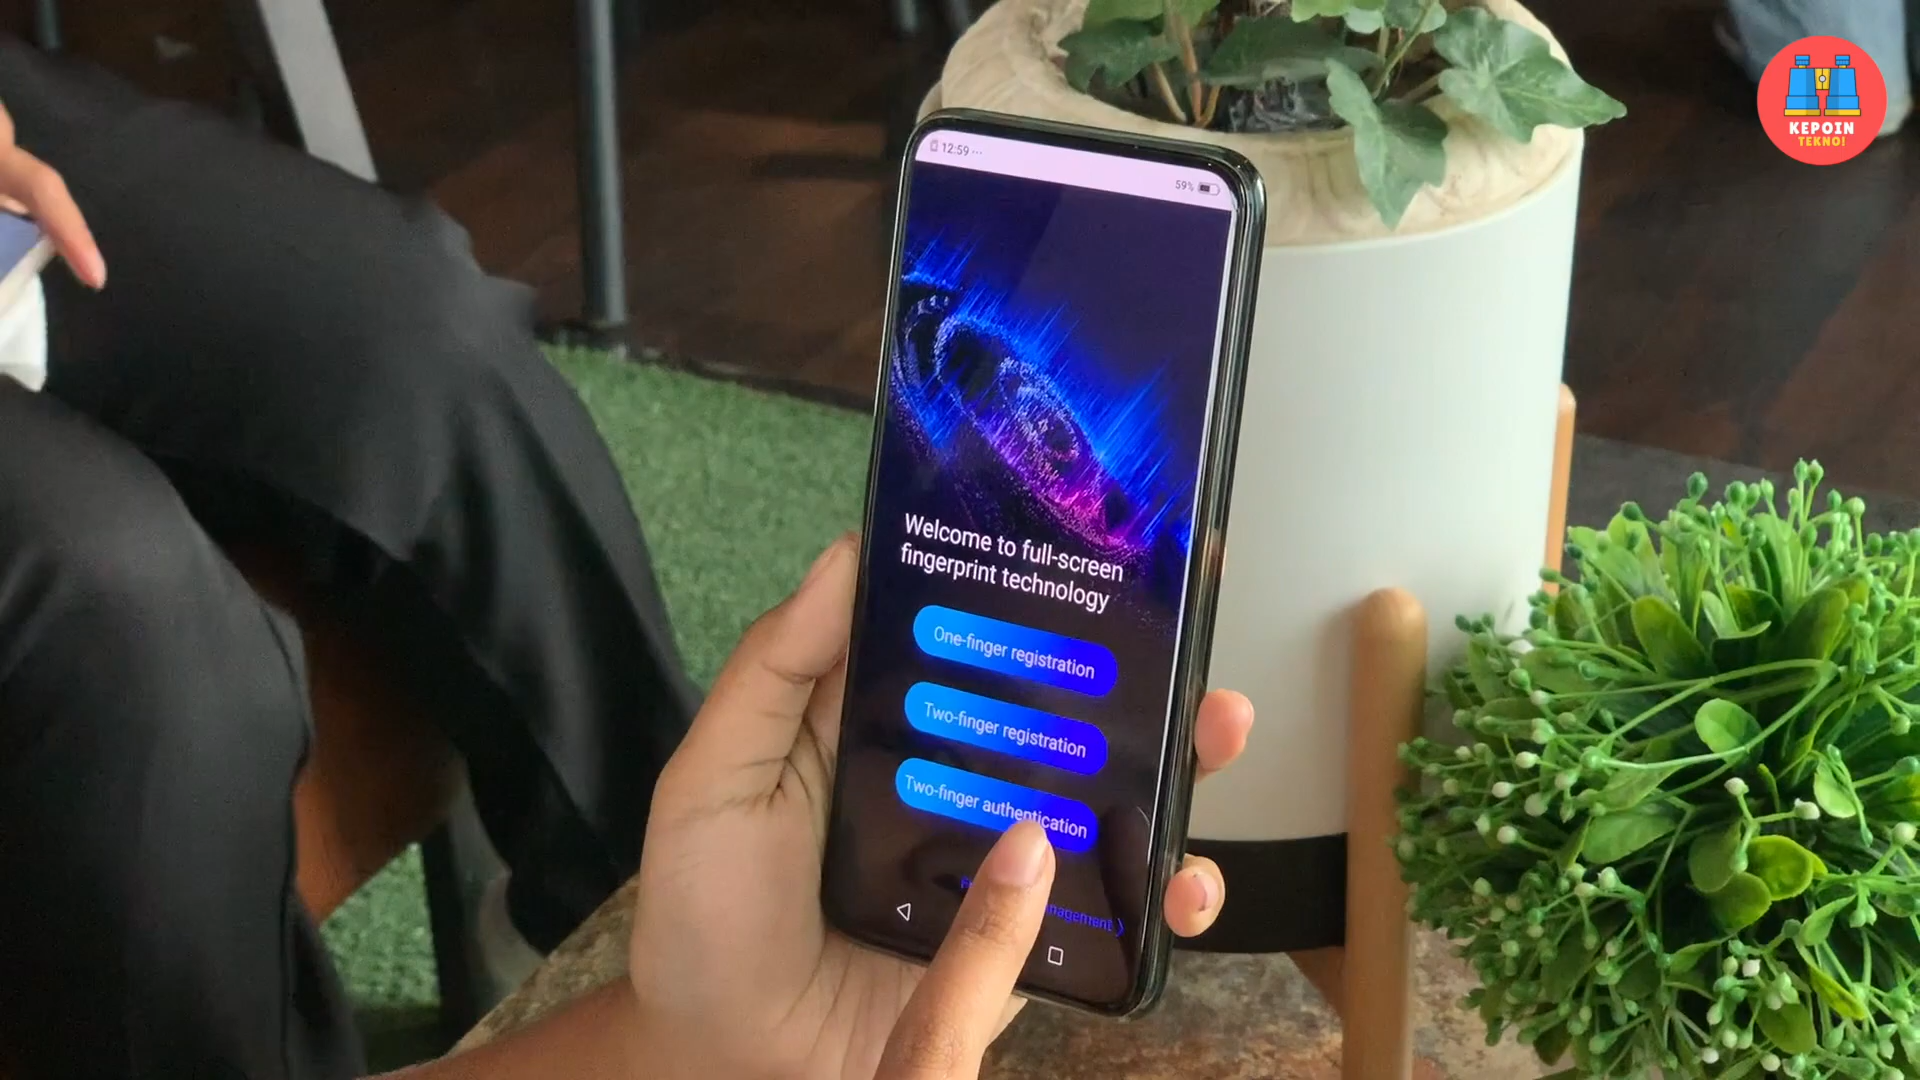 KEPOIN
TEKNO!
12:59 ...
59%
Welcome to full-screen
fingerprint technology
One-finger registration
Two-finger registration
Two-finger authentication